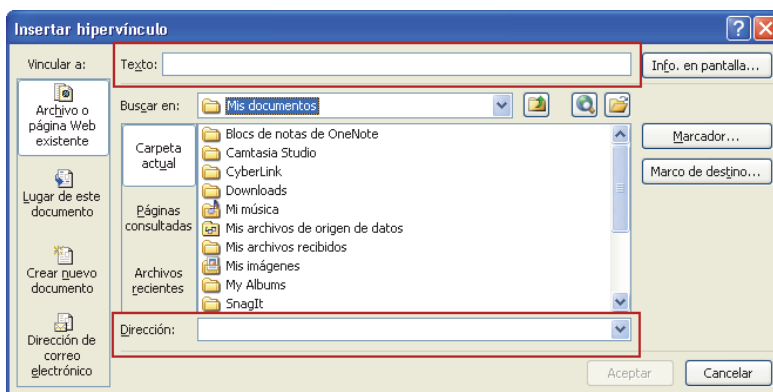 Insertar hipervínculo
Vincular a:
Texto:
Info. en pantalla...
Archivo o
página Web
existente
Buscar en:
Mis documentos
Carpeta
actual
Blocs de notas de OneNote
Camtasia Studio
CyberLink
Downloads
Mi música
Mis archivos de origen de datos
Mis archivos recibidos
Mis imágenes
My Albums
SnagIt
Marcador...
Marco de destino...
Lugar de este
documento
Páginas
consultadas
Crear nuevo
documento
Archivos
recientes
Dirección de
correo
electrónico
Dirección:
Aceptar
Cancelar